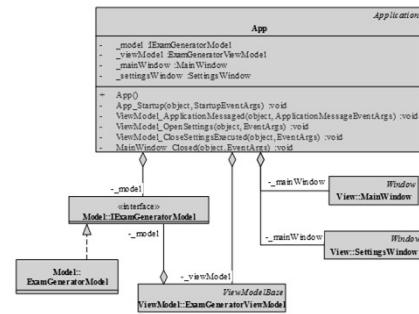 Application
App
- _model :IExamGeneratorModel
- _viewModel :ExamGeneratorViewModel
- _mainWindow :MainWindow
- _settingsWindow :SettingsWindow
+ App()
- App_Startup(object, StartupEventArgs) :void
- ViewModel_ApplicationMessaged(object, ApplicationMessageEventArgs) :void
- ViewModel_OpenSettings(object, EventArgs) :void
- ViewModel_CloseSettingsExecuted(object, EventArgs) :void
- MainWindow_Closed(object, EventArgs) :void
-_model
-_mainWindow
Window
View::MainWindow
«interface»
Model::IExamGeneratorModel
-_model
-_mainWindow
Window
View::SettingsWindow
Model::
ExamGeneratorModel
-_viewModel
ViewModelBase
ViewModel::ExamGeneratorViewModel